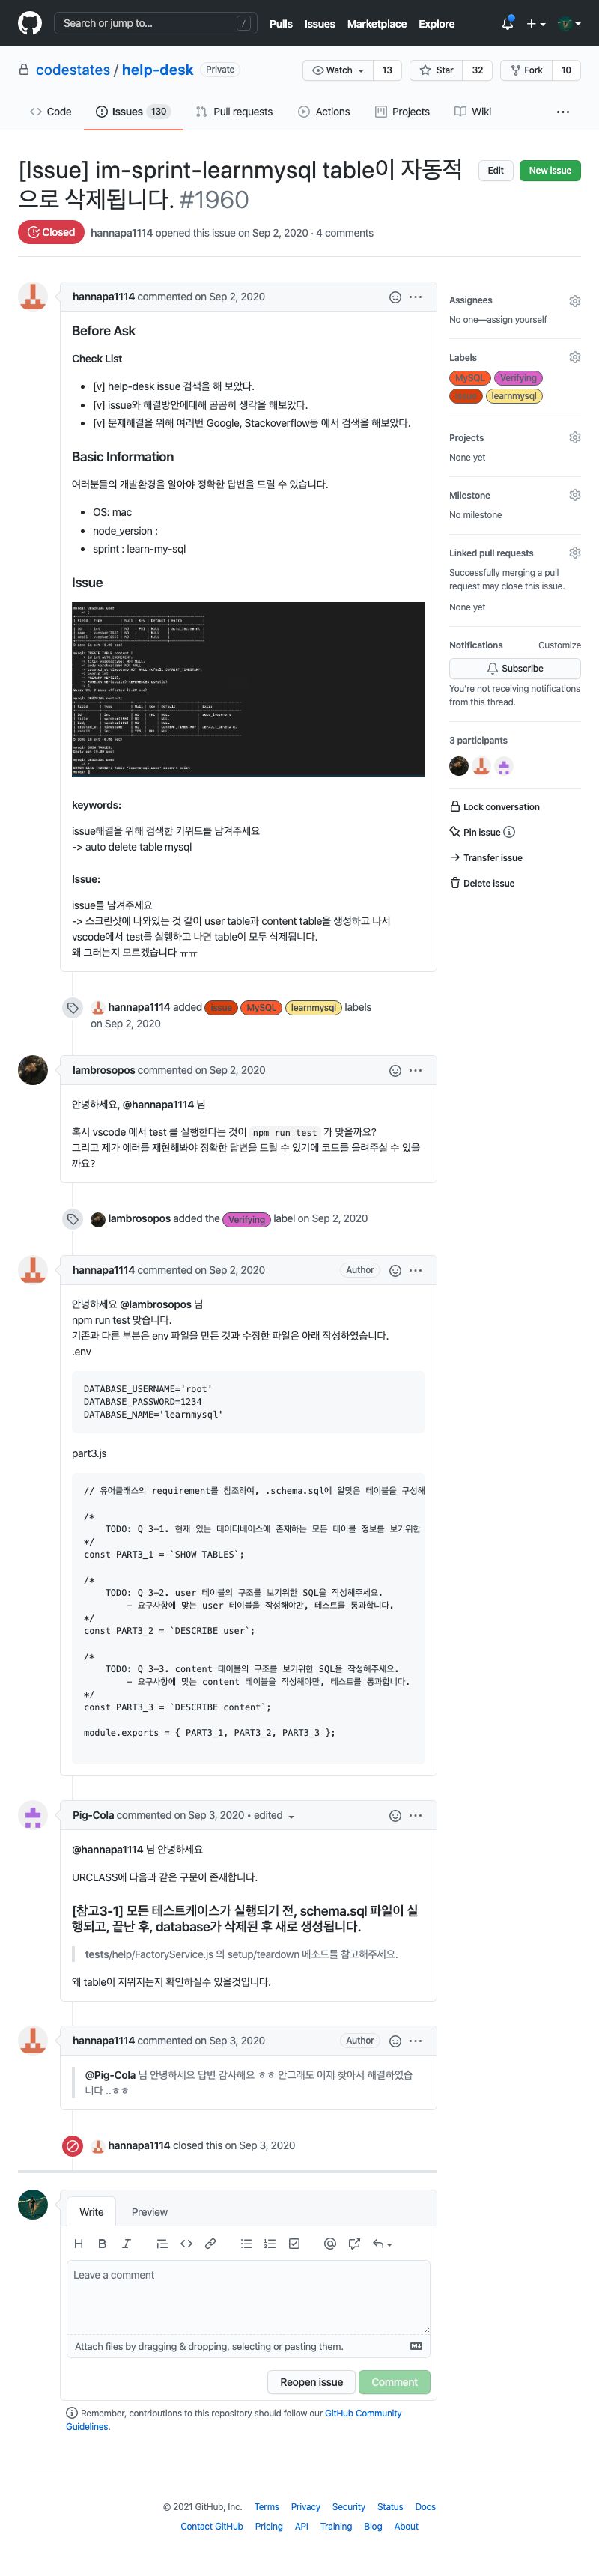 Search or jump to...
/
Pulls
Issues
Marketplace
Explore
codestates / help-desk
Private
Watch
13
Star
32
Fork
10
Code
Issues 130
Pull requests
Actions
Projects
Wiki
[Issue] im-sprint-learnmysql table이 자동적
으로 삭제됩니다. #1960
Edit
New issue
Closed
hannapa1114 opened this issue on Sep 2, 2020 · 4 comments
hannapa1114 commented on Sep 2, 2020
Before Ask
Check List
[v] help-desk issue 검색을 해 보았다.
[v] issue와 해결방안에대해 곰곰히 생각을 해보았다.
[v] 문제해결을 위해 여러번 Google, Stackoverflow등 에서 검색을 해보았다.
Basic Information
여러분들의 개발환경을 알아야 정확한 답변을 드릴 수 있습니다.
OS: mac
node_version :
sprint : learn-my-sql
Issue
keywords:
issue해결을 위해 검색한 키워드를 남겨주세요
-> auto delete table mysql
Issue:
issue를 남겨주세요
-> 스크린샷에 나와있는 것 같이 user table과 content table을 생성하고 나서
vscode에서 test를 실행하고 나면 table이 모두 삭제됩니다.
왜 그러는지 모르겠습니다 ㅠㅠ
Assignees
No one—assign yourself
Labels
MySQL
Verifying
issue
learnmysql
Projects
None yet
Milestone
No milestone
Linked pull requests
Successfully merging a pull
request may close this issue.
None yet
Notifications
Customize
Subscribe
You're not receiving notifications
from this thread.
3 participants
Lock conversation
Pin issue
Transfer issue
Delete issue
hannapa1114 added issue MySQL learnmysql labels
on Sep 2, 2020
lambrosopos commented on Sep 2, 2020
안녕하세요, @hannapa1114 님
혹시 vscode 에서 test 를 실행한다는 것이 npm run test 가 맞을까요?
그리고 제가 에러를 재현해봐야 정확한 답변을 드릴 수 있기에 코드를 올려주실 수 있을
까요?
lambrosopos added the Verifying label on Sep 2, 2020
hannapa1114 commented on Sep 2, 2020
Author
안녕하세요 @lambrosopos 님
npm run test 맞습니다.
기존과 다른 부분은 env 파일을 만든 것과 수정한 파일은 아래 작성하였습니다.
.env
DATABASE_USERNAME='root'
DATABASE_PASSWORD=1234
DATABASE_NAME='learnmysql'
part3.js
// 유어클래스의 requirement를 참조하여, .schema.sql에 알맞은 테이블을 구성해
/*
TODO: Q 3-1. 현재 있는 데이터베이스에 존재하는 모든 테이블 정보를 보기위한
*/
const PART3_1 = `SHOW TABLES`;
/*
TODO: Q 3-2. user 테이블의 구조를 보기위한 SQL을 작성해주세요.
- 요구사항에 맞는 user 테이블을 작성해야만, 테스트를 통과합니다.
*/
const PART3_2 = `DESCRIBE user`;
/*
TODO: Q 3-3. content 테이블의 구조를 보기위한 SQL을 작성해주세요.
- 요구사항에 맞는 content 테이블을 작성해야만, 테스트를 통과합니다.
*/
const PART3_3 = `DESCRIBE content`;
module.exports = { PART3_1, PART3_2, PART3_3 };
Pig-Cola commented on Sep 3, 2020 • edited
@hannapa1114 님 안녕하세요
URCLASS에 다음과 같은 구문이 존재합니다.
[참고3-1] 모든 테스트케이스가 실행되기 전, schema.sql 파일이 실
행되고, 끝난 후, database가 삭제된 후 새로 생성됩니다.
tests/help/FactoryService.js 의 setup/teardown 메소드를 참고해주세요.
왜 table이 지워지는지 확인하실수 있을것입니다.
hannapa1114 commented on Sep 3, 2020
Author
@Pig-Cola 님 안녕하세요 답변 감사해요 ㅎㅎ 안그래도 어제 찾아서 해결하였습
니다 ..ㅎㅎ
hannapa1114 closed this on Sep 3, 2020
Write
Preview
Leave a comment
Attach files by dragging & dropping, selecting or pasting them.
Reopen issue
Comment
Remember, contributions to this repository should follow our GitHub Community
Guidelines.
© 2021 GitHub, Inc.
Terms
Privacy
Security
Status
Docs
Contact GitHub
Pricing
API
Training
Blog
About